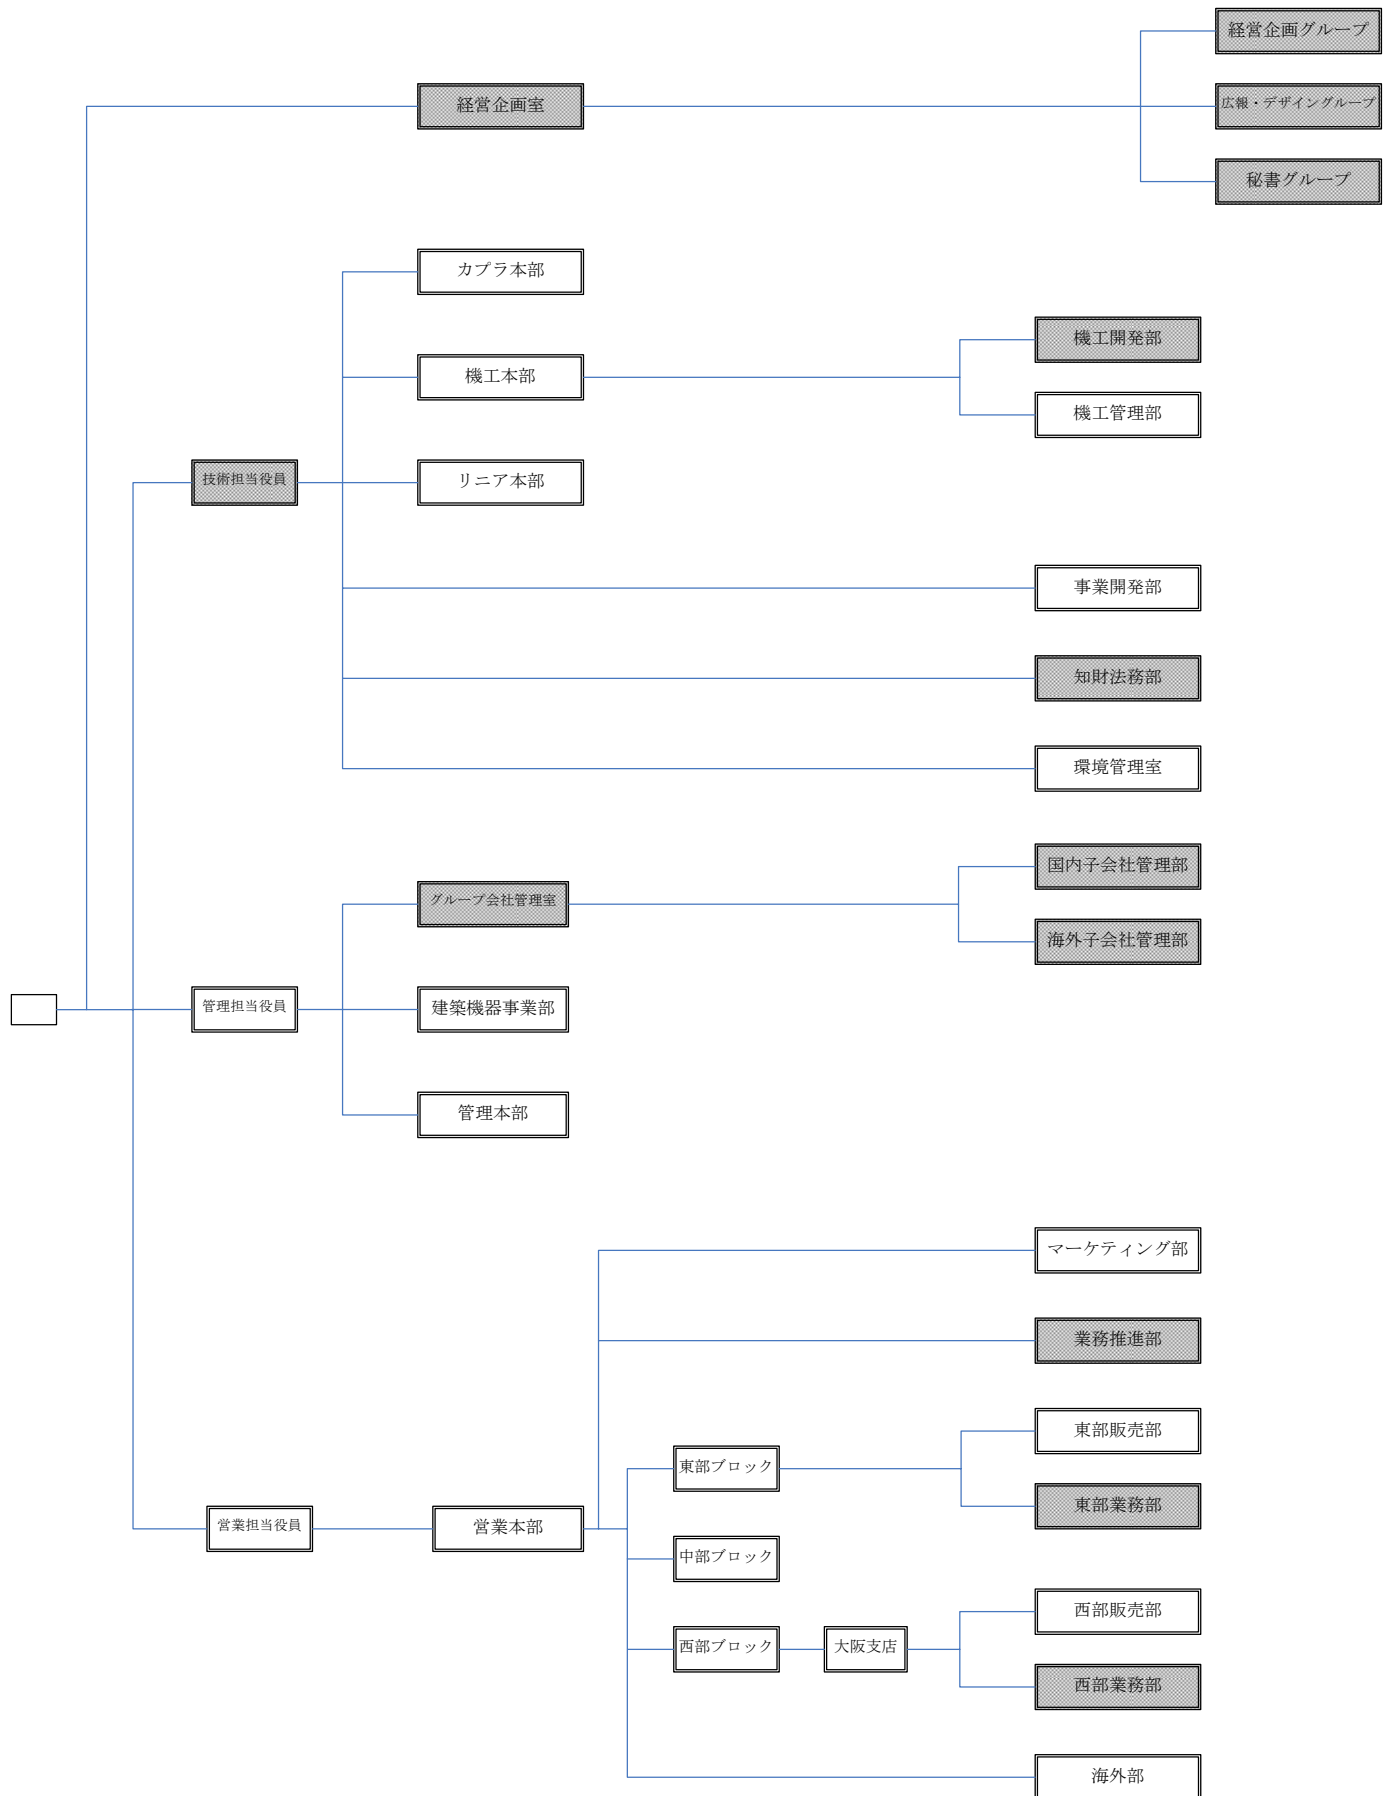 経営企画グループ
経営企画室
広報・デザイングループ
秘書グループ
カプラ本部
機工開発部
機工本部
機工管理部
技術担当役員
リニア本部
事業開発部
知財法務部
環境管理室
国内子会社管理部
グループ会社管理室
海外子会社管理部
管理担当役員
建築機器事業部
管理本部
マーケティング部
業務推進部
東部販売部
東部ブロック
東部業務部
営業担当役員
営業本部
中部ブロック
西部販売部
西部ブロック
大阪支店
西部業務部
海外部